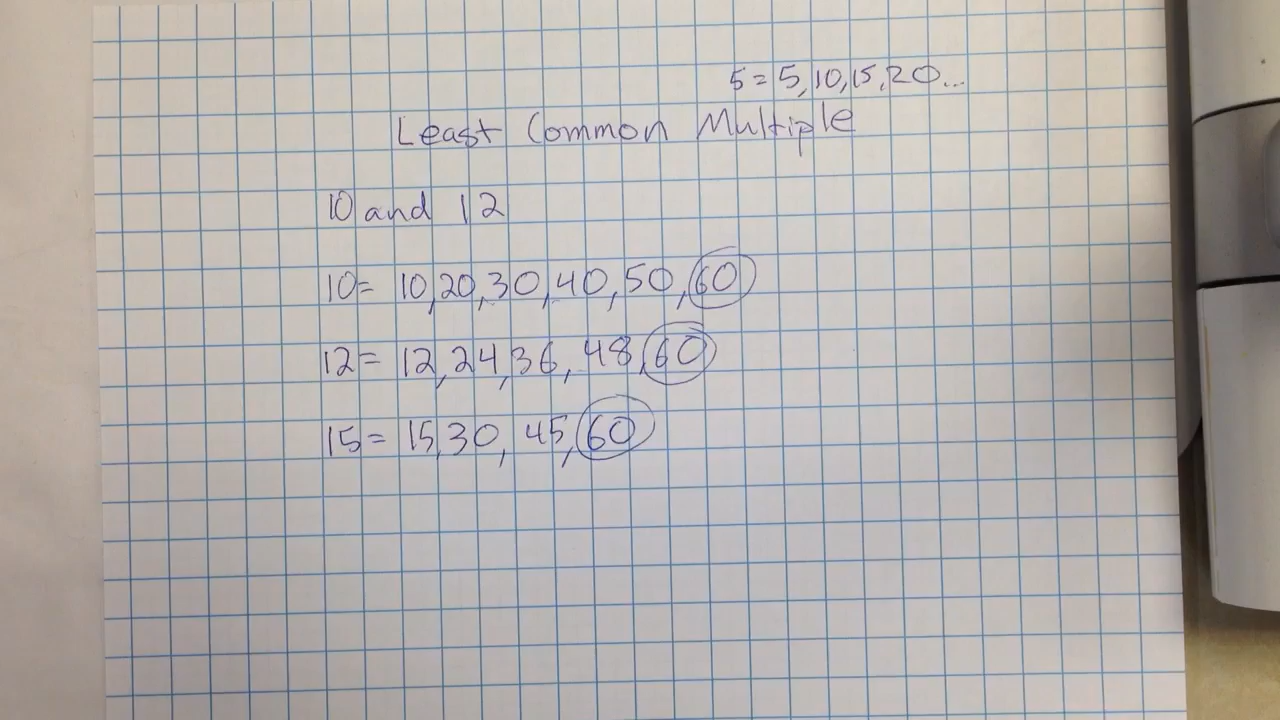 5 = 5, 10, 15, 20...
Least Common Multiple
10 and 12
10= 10, 20, 30, 40, 50, 60
12= 12, 24, 36, 48, 60
15= 15, 30, 45, 60